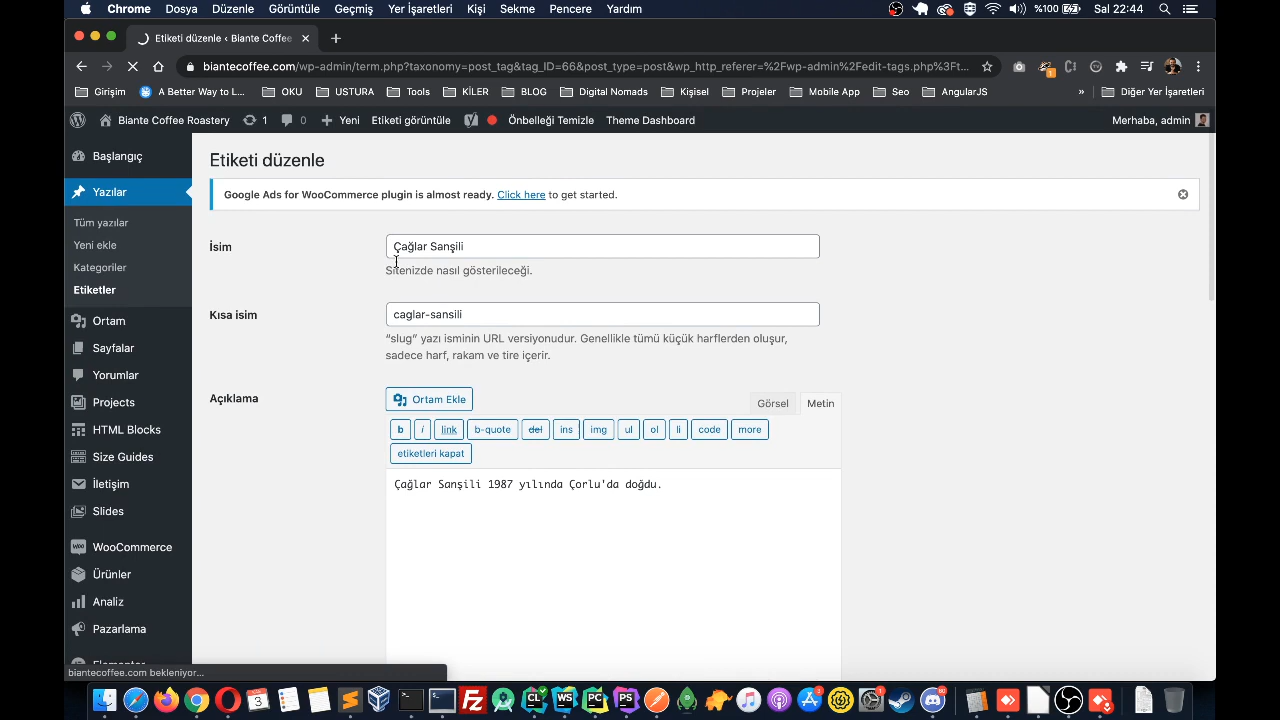 Chrome Dosya Düzenle Görüntüle Geçmiş Yer İşaretleri Kişi Sekme Pencere Yardım %100 Sal 22:44
Etiketi düzenle ‹ Biante Coffee
biantecoffee.com/wp-admin/term.php?taxonomy=post_tag&tag_ID=66&post_type=post&wp_http_referer=%2Fwp-admin%2Fedit-tags.php%3Ft...
Girişim A Better Way to L... OKU USTURA Tools KİLER BLOG Digital Nomads Kişisel Projeler Mobile App Seo AngularJS » Diğer Yer İşaretleri
Biante Coffee Roastery 1 0 Yeni Etiketi görüntüle Önbelleği Temizle Theme Dashboard Merhaba, admin
Başlangıç
Yazılar
Tüm yazılar
Yeni ekle
Kategoriler
Etiketler
Ortam
Sayfalar
Yorumlar
Projects
HTML Blocks
Size Guides
İletişim
Slides
WooCommerce
Ürünler
Analiz
Pazarlama
Etiketi düzenle
Google Ads for WooCommerce plugin is almost ready. Click here to get started.
İsim
Çağlar Sanşili
Sitenizde nasıl gösterileceği.
Kısa isim
caglar-sansili
“slug” yazı isminin URL versiyonudur. Genellikle tümü küçük harflerden oluşur,
sadece harf, rakam ve tire içerir.
Açıklama
Ortam Ekle
Görsel Metin
b i link b-quote del ins img ul ol li code more
etiketleri kapat
Çağlar Sanşili 1987 yılında Çorlu'da doğdu.
biantecoffee.com bekleniyor...